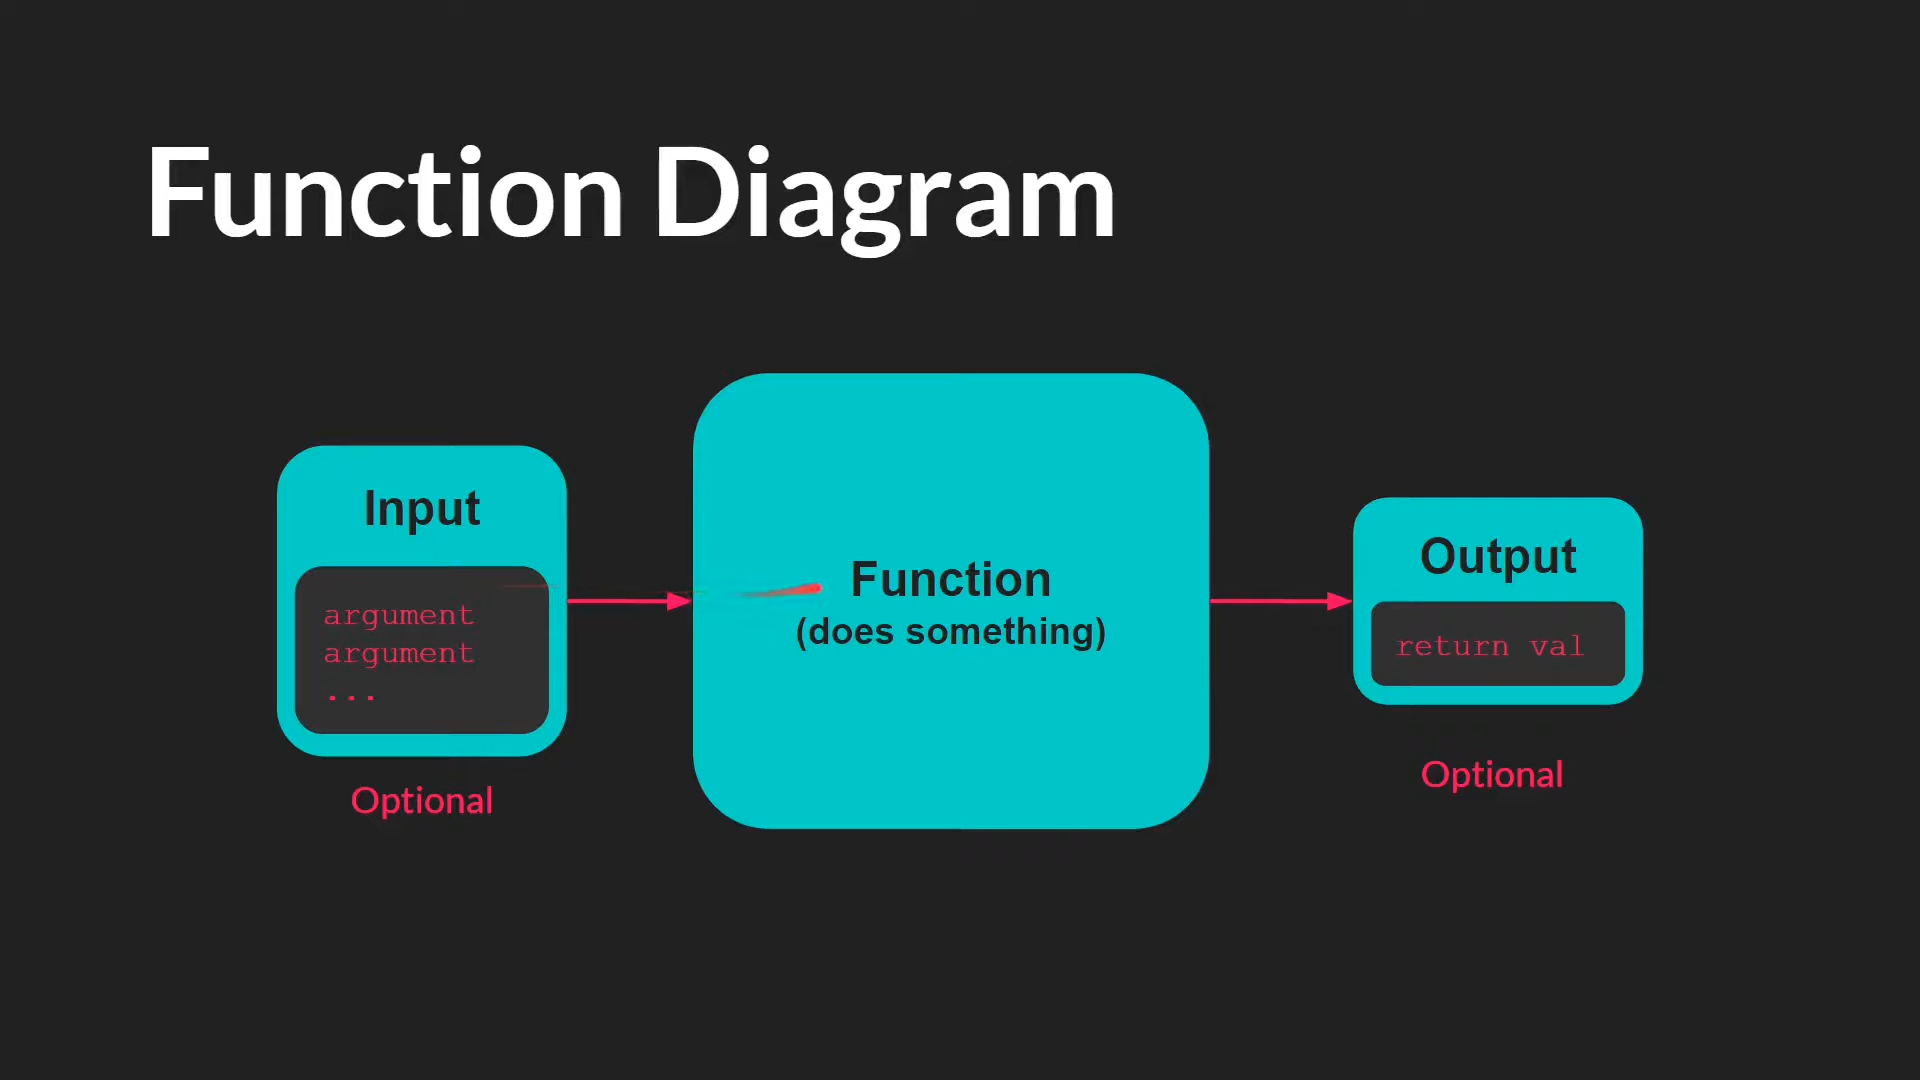 Function Diagram
Input
argument
argument
...
Optional
Function
(does something)
Output
return val
Optional